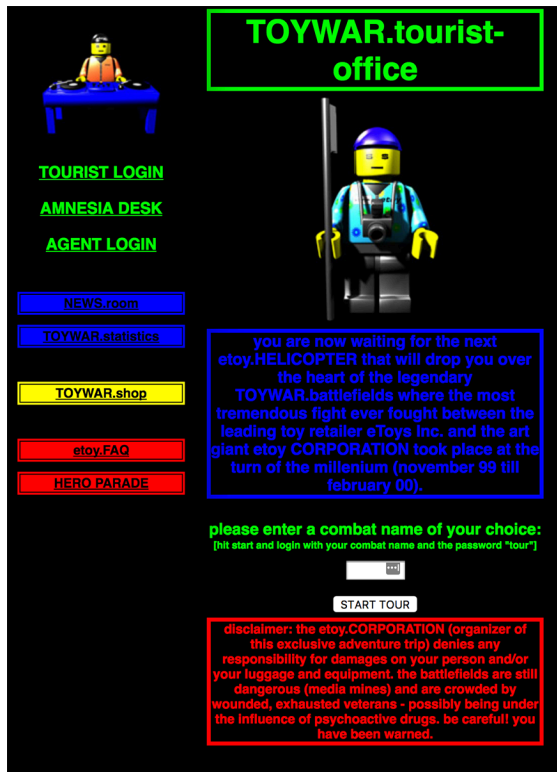 TOYWAR.tourist-
office
TOURIST LOGIN
AMNESIA DESK
AGENT LOGIN
NEWS.room
TOYWAR.statistics
TOYWAR.shop
etoy.FAQ
HERO PARADE
you are now waiting for the next
etoy.HELICOPTER that will drop you over
the heart of the legendary
TOYWAR.battlefields where the most
tremendous fight ever fought between the
leading toy retailer eToys Inc. and the art
giant etoy CORPORATION took place at the
turn of the millenium (november 99 till
february 00).
please enter a combat name of your choice:
[hit start and login with your combat name and the password "tour"]
START TOUR
disclaimer: the etoy.CORPORATION (organizer of
this exclusive adventure trip) denies any
responsibility for damages on your person and/or
your luggage and equipment. the battlefields are still
dangerous (media mines) and are crowded by
wounded, exhausted veterans - possibly being under
the influence of psychoactive drugs. be careful! you
have been warned.